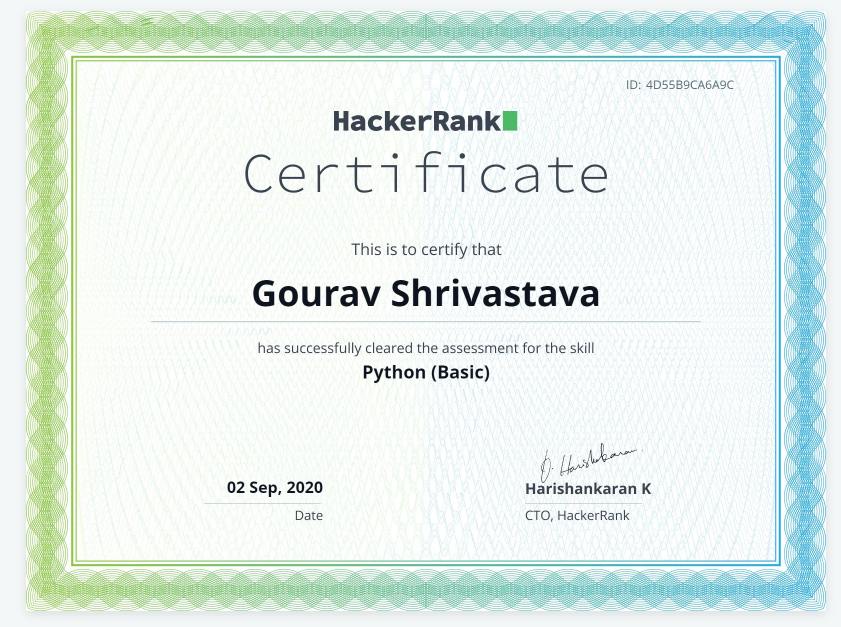 ID: 4D55B9CA6A9C
HackerRank
Certificate
This is to certify that
Gourav Shrivastava
has successfully cleared the assessment for the skill
Python (Basic)
02 Sep, 2020
Date
D. Harishankaran
Harishankaran K
CTO, HackerRank